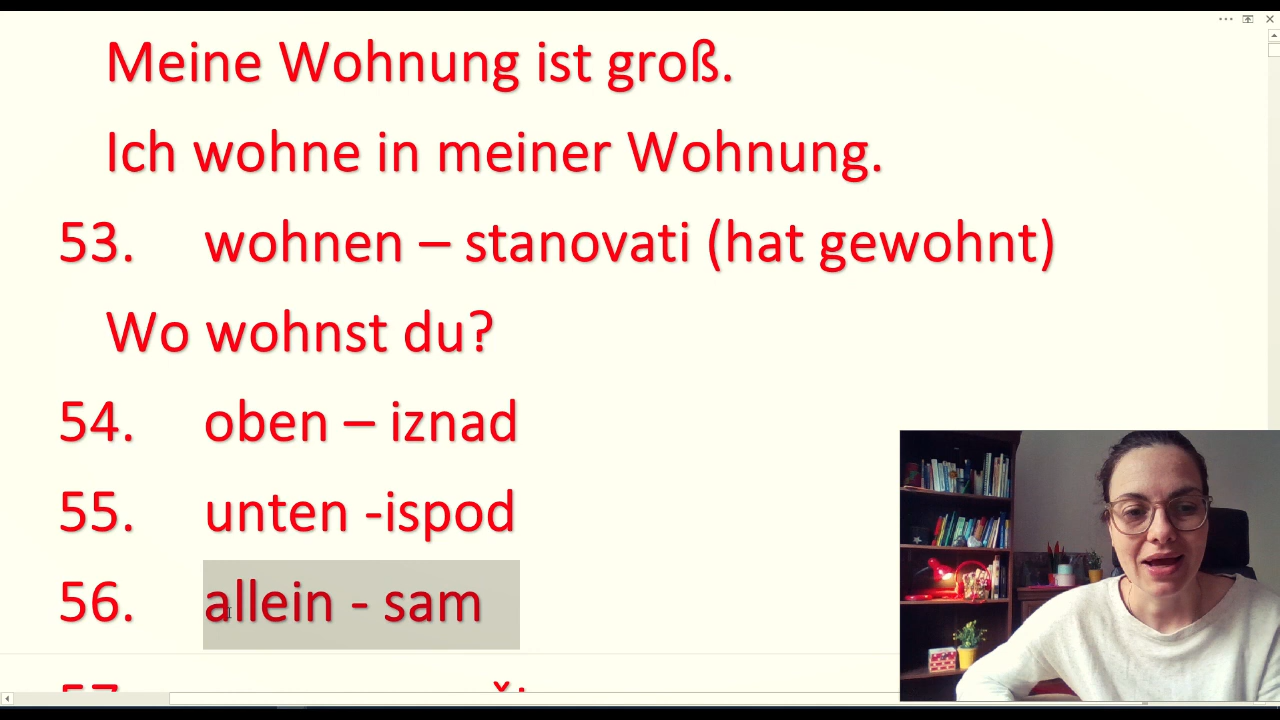 Meine Wohnung ist groß.
Ich wohne in meiner Wohnung.
53. wohnen – stanovati (hat gewohnt)
Wo wohnst du?
54. oben – iznad
55. unten -ispod
56. allein - sam